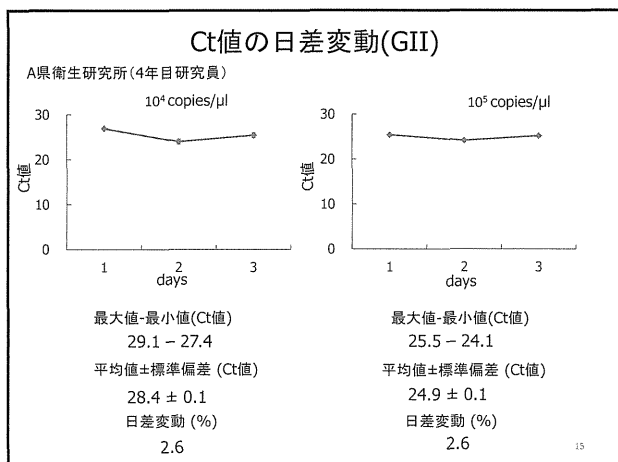 Ct値の日差変動(GII)
A県衛生研究所(4年目研究員)
10⁴ copies/µl
30
20
10
0
Ct値
1
2
3
days
最大値-最小値(Ct値)
29.1 – 27.4
平均値±標準偏差 (Ct値)
28.4 ± 0.1
日差変動 (%)
2.6
10⁵ copies/µl
30
20
10
0
Ct値
1
2
3
days
最大値-最小値(Ct値)
25.5 – 24.1
平均値±標準偏差 (Ct値)
24.9 ± 0.1
日差変動 (%)
2.6
15